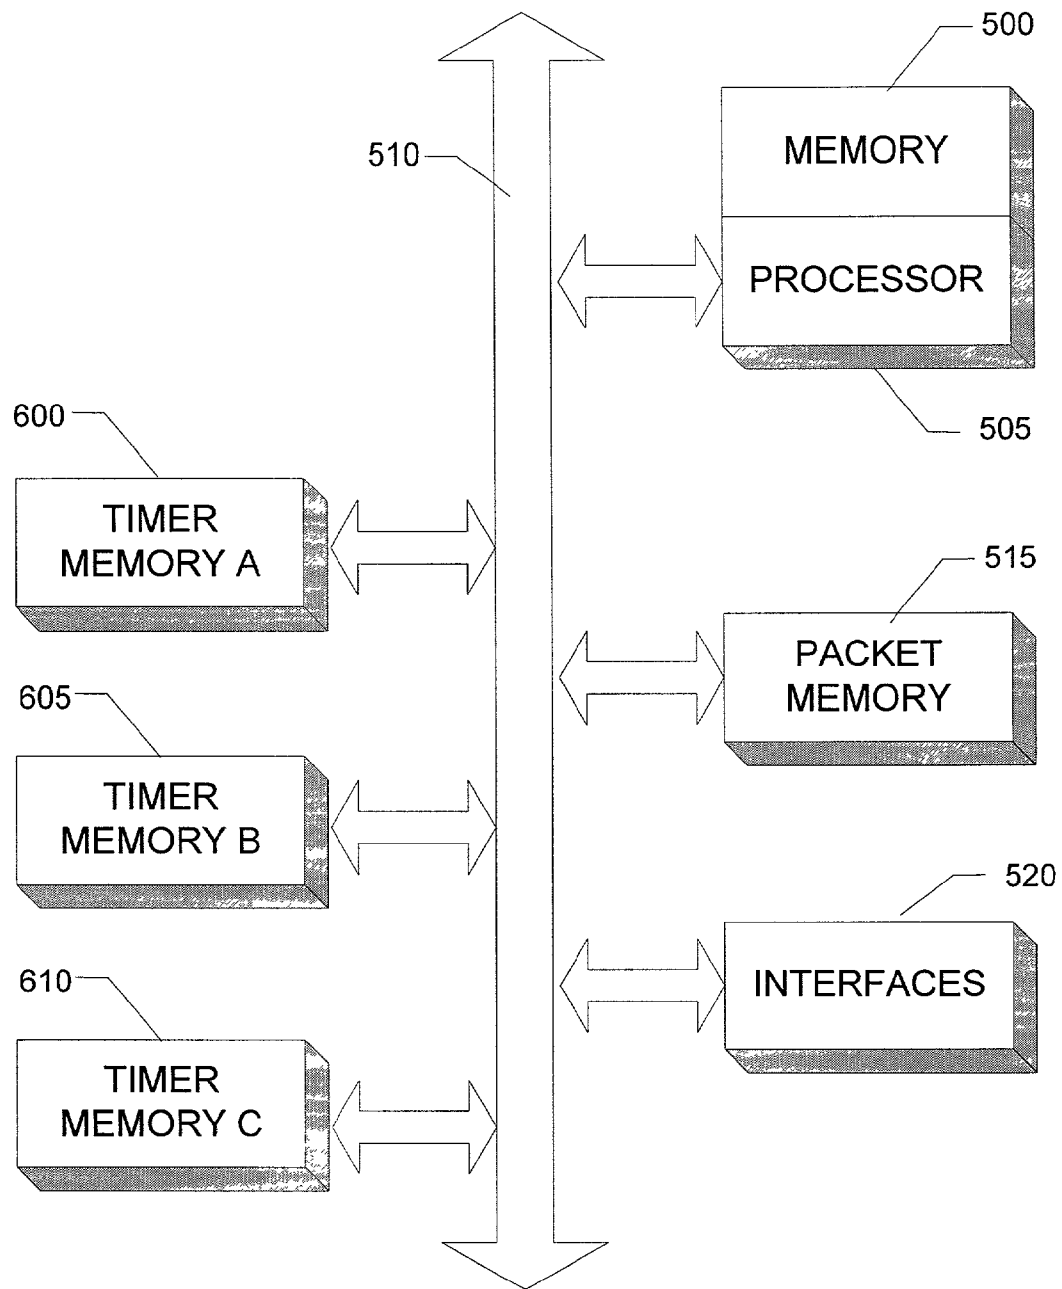 500
MEMORY
510
PROCESSOR
505
600
TIMER
MEMORY A
515
PACKET
MEMORY
605
TIMER
MEMORY B
520
INTERFACES
610
TIMER
MEMORY C